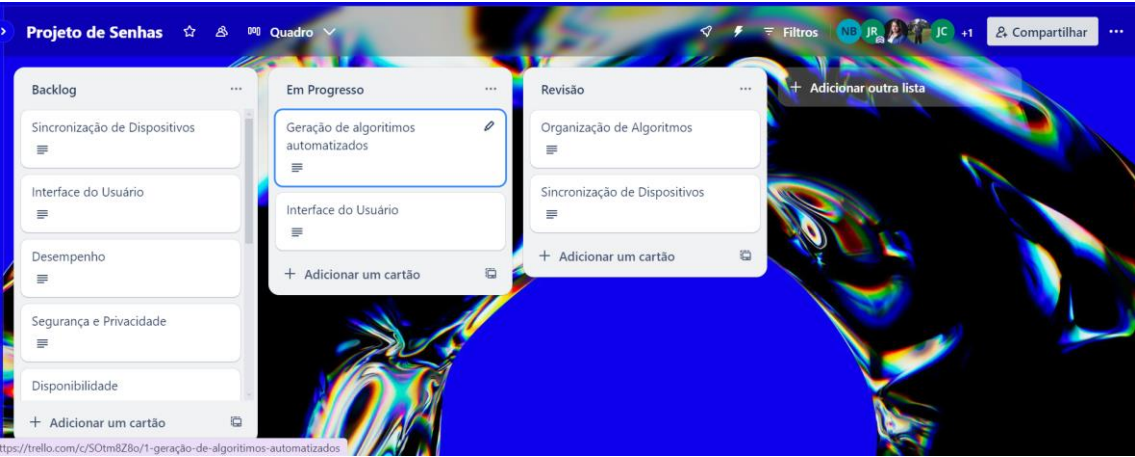 Projeto de Senhas
Quadro
Filtros
NB
JR
JC
+1
Compartilhar
Backlog
Sincronização de Dispositivos
Interface do Usuário
Desempenho
Segurança e Privacidade
Disponibilidade
+ Adicionar um cartão
Em Progresso
Geração de algoritimos
automatizados
Interface do Usuário
+ Adicionar um cartão
Revisão
Organização de Algoritmos
Sincronização de Dispositivos
+ Adicionar um cartão
+ Adicionar outra lista
ttps://trello.com/c/SOtm8Z8o/1-geração-de-algoritimos-automatizados